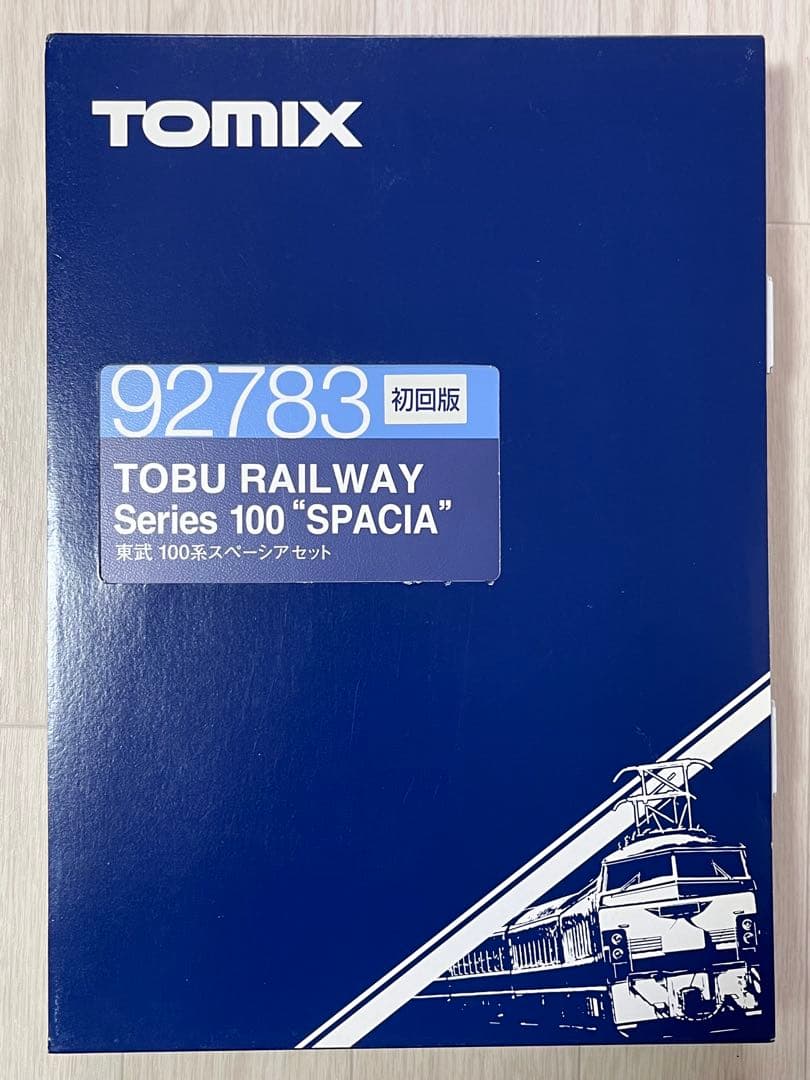 TOMIX
92783 初回版
TOBU RAILWAY
Series 100 “SPACIA”
東武 100系スペーシアセット